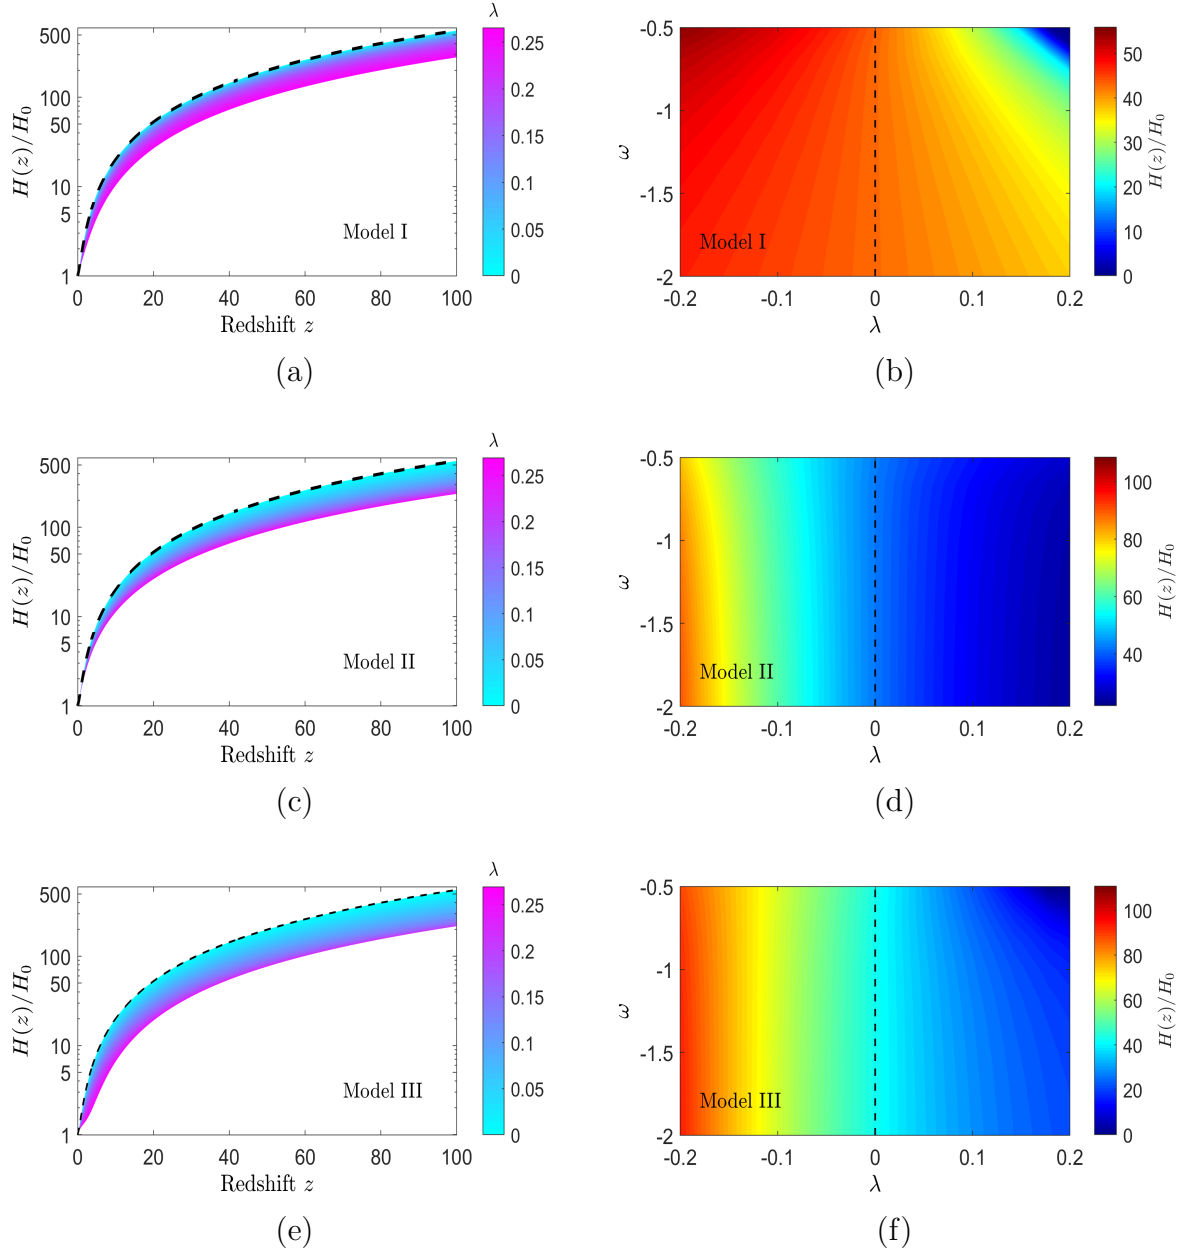 λ
500
100
50
10
5
1
H(z)/H₀
0 20 40 60 80 100
Redshift z
Model I
0.25
0.2
0.15
0.1
0.05
0
(a)
-0.5
-1
-1.5
-2
ω
-0.2 -0.1 0 0.1 0.2
λ
Model I
50
40
30
20
10
0
H(z)/H₀
(b)
λ
500
100
50
10
5
1
H(z)/H₀
0 20 40 60 80 100
Redshift z
Model II
0.25
0.2
0.15
0.1
0.05
0
(c)
-0.5
-1
-1.5
-2
ω
-0.2 -0.1 0 0.1 0.2
λ
Model II
100
80
60
40
H(z)/H₀
(d)
λ
500
100
50
10
5
1
H(z)/H₀
0 20 40 60 80 100
Redshift z
Model III
0.25
0.2
0.15
0.1
0.05
0
(e)
-0.5
-1
-1.5
-2
ω
-0.2 -0.1 0 0.1 0.2
λ
Model III
100
80
60
40
20
0
H(z)/H₀
(f)